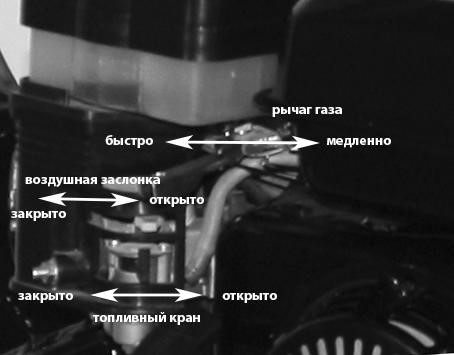 рычаг газа
быстро
медленно
воздушная заслонка
закрыто
открыто
закрыто
открыто
топливный кран